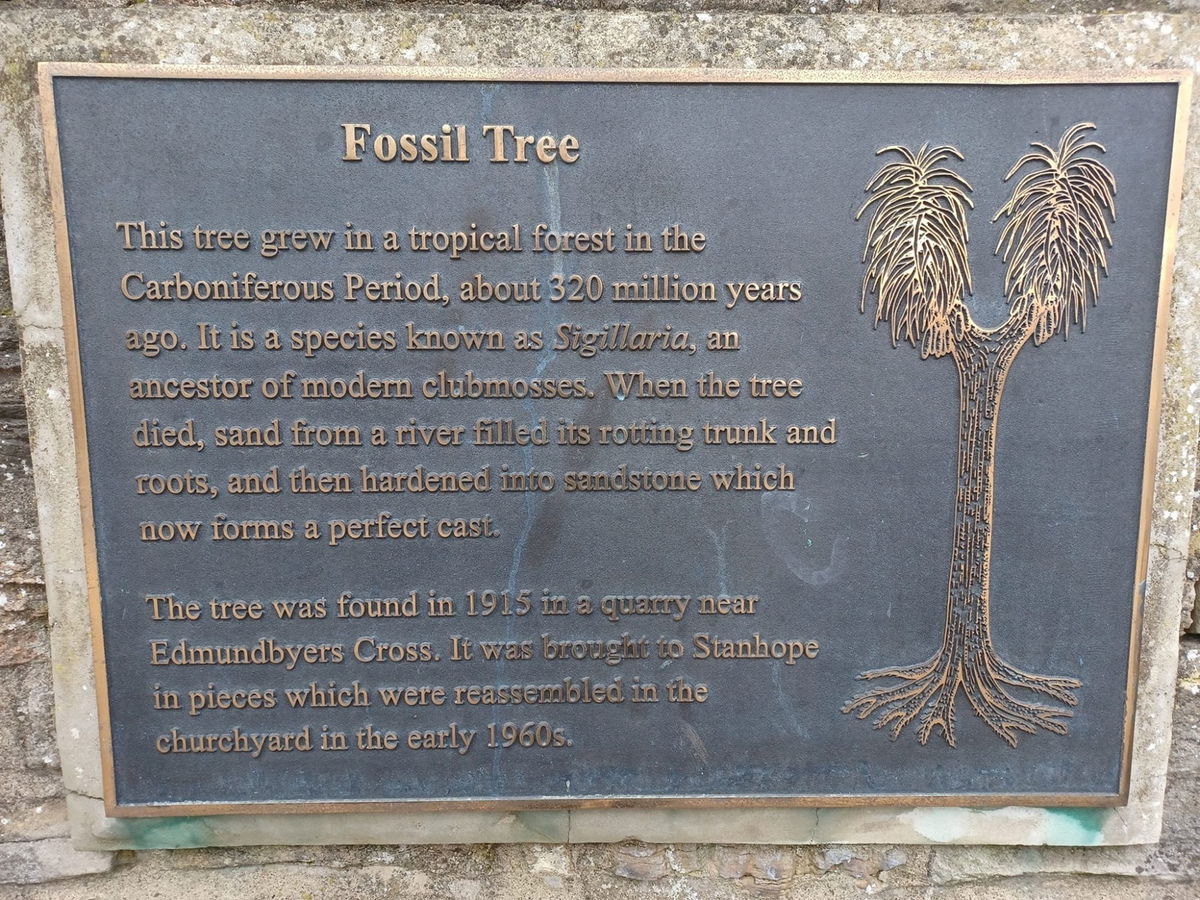 Fossil Tree
This tree grew in a tropical forest in the
Carboniferous Period, about 320 million years
ago. It is a species known as Sigillaria, an
ancestor of modern clubmosses. When the tree
died, sand from a river filled its rotting trunk and
roots, and then hardened into sandstone which
now forms a perfect cast.
The tree was found in 1915 in a quarry near
Edmundbyers Cross. It was brought to Stanhope
in pieces which were reassembled in the
churchyard in the early 1960s.